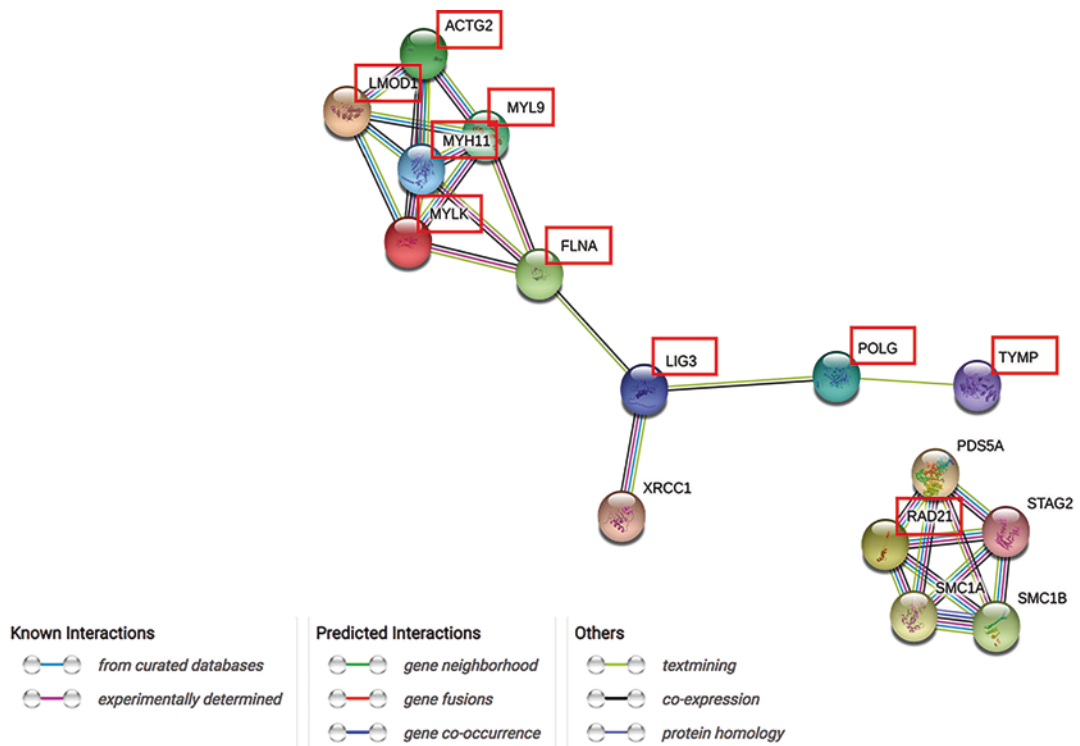 ACTG2
LMOD1
MYL9
MYH11
MYLK
FLNA
LIG3
POLG
TYMP
XRCC1
PDS5A
RAD21
STAG2
SMC1A
SMC1B
Known Interactions
from curated databases
experimentally determined
Predicted Interactions
gene neighborhood
gene fusions
gene co-occurrence
Others
textmining
co-expression
protein homology